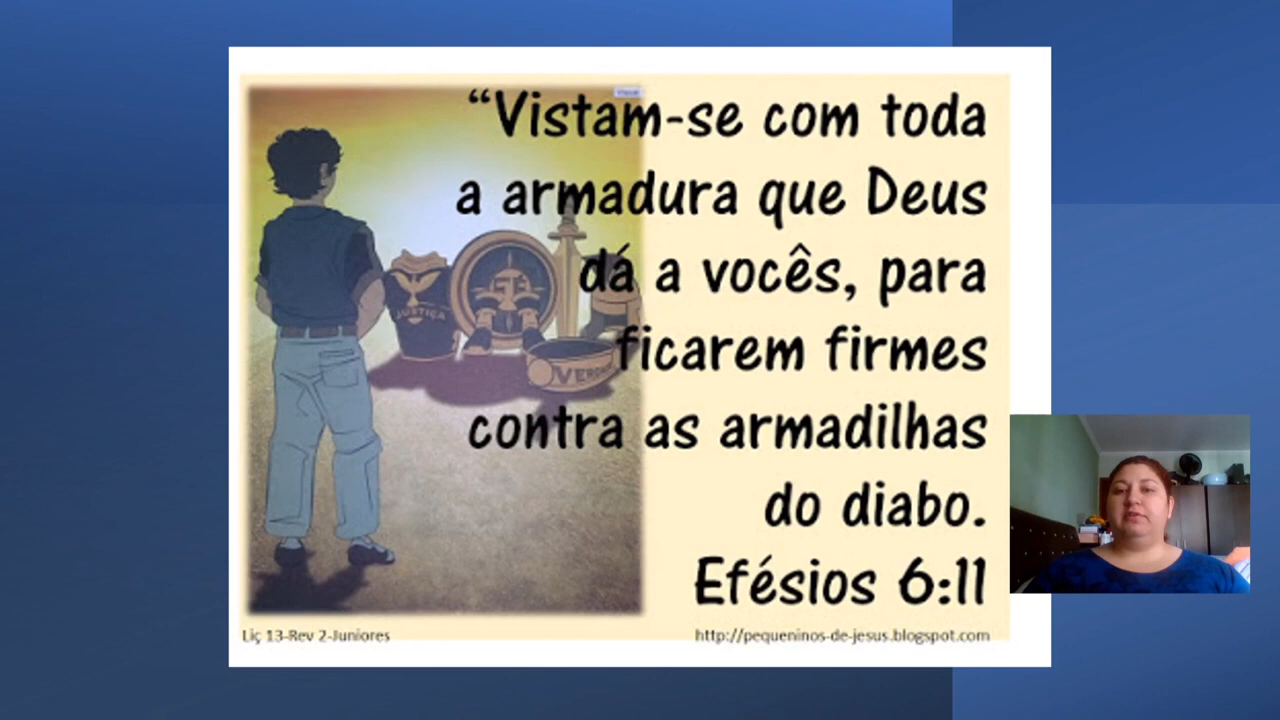 “Vistam-se com toda
a armadura que Deus
dá a vocês, para
ficarem firmes
contra as armadilhas
do diabo.
Efésios 6:11
JUSTIÇA
Liç 13-Rev 2-Juniores
http://pequeninos-de-jesus.blogspot.com